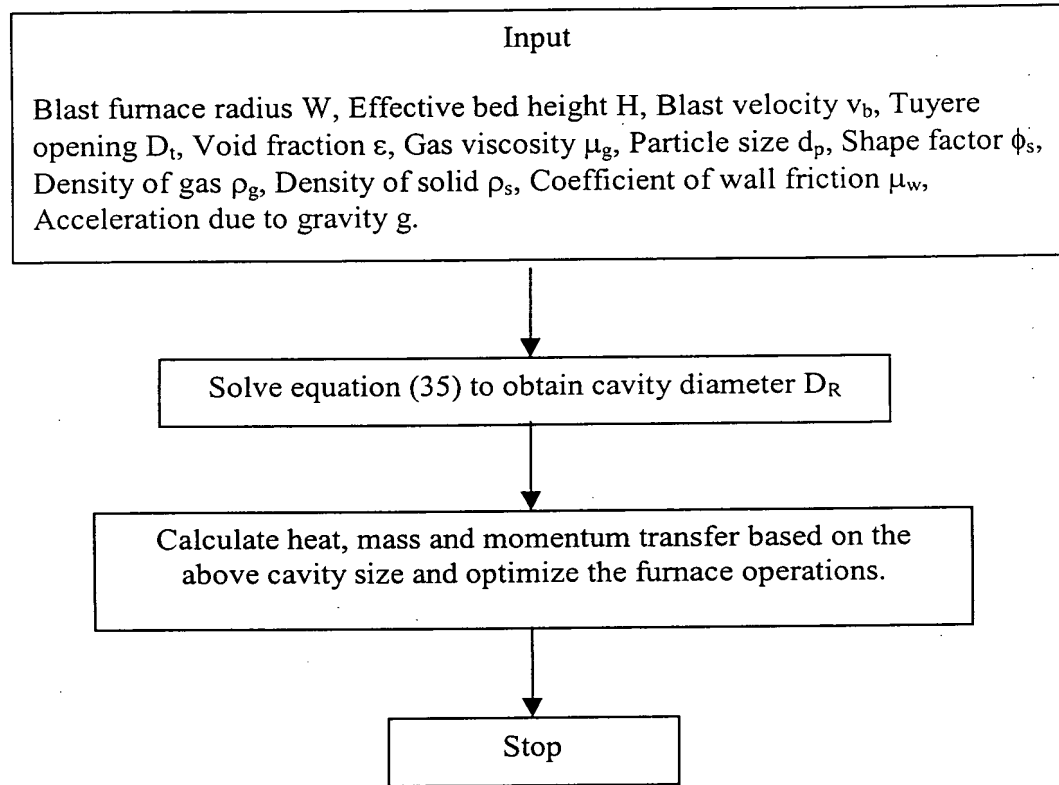 Input
Blast furnace radius W, Effective bed height H, Blast velocity v_b, Tuyere
opening D_t, Void fraction ε, Gas viscosity μ_g, Particle size d_p, Shape factor ϕ_s,
Density of gas ρ_g, Density of solid ρ_s, Coefficient of wall friction μ_w,
Acceleration due to gravity g.
Solve equation (35) to obtain cavity diameter D_R
Calculate heat, mass and momentum transfer based on the
above cavity size and optimize the furnace operations.
Stop